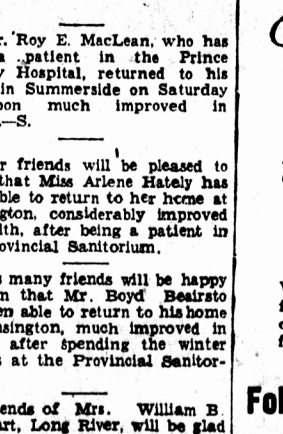 r. Roy E. MacLean, who has
a patient in the Prince
y Hospital, returned to his
in Summerside on Saturday
oon much improved in
.—S.
r friends will be pleased to
that Miss Arlene Hately has
ble to return to her home at
gton, considerably improved
lth, after being a patient in
ovincial Sanitorium.
s many friends will be happy
n that Mr. Boyd Beairsto
en able to return to his home
nsington, much improved in
after spending the winter
s at the Provincial Sanitor-
ends of Mrs. William B.
art, Long River, will be glad
Fol